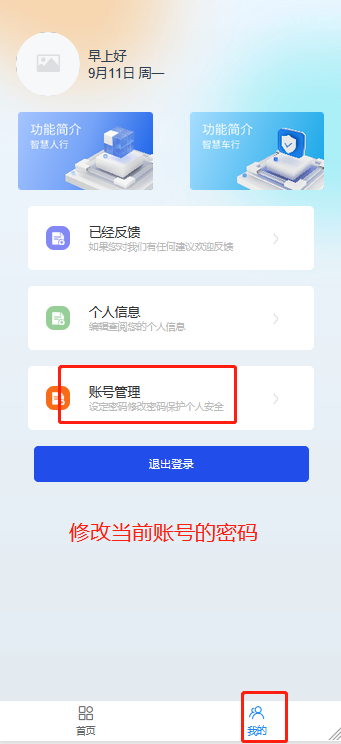 早上好
9月11日 周一
功能简介
智慧人行
功能简介
智慧车行
已经反馈
如果您对我们有任何建议欢迎反馈
个人信息
编辑查阅您的个人信息
账号管理
设定密码修改密码保护个人安全
退出登录
修改当前账号的密码
首页
我的